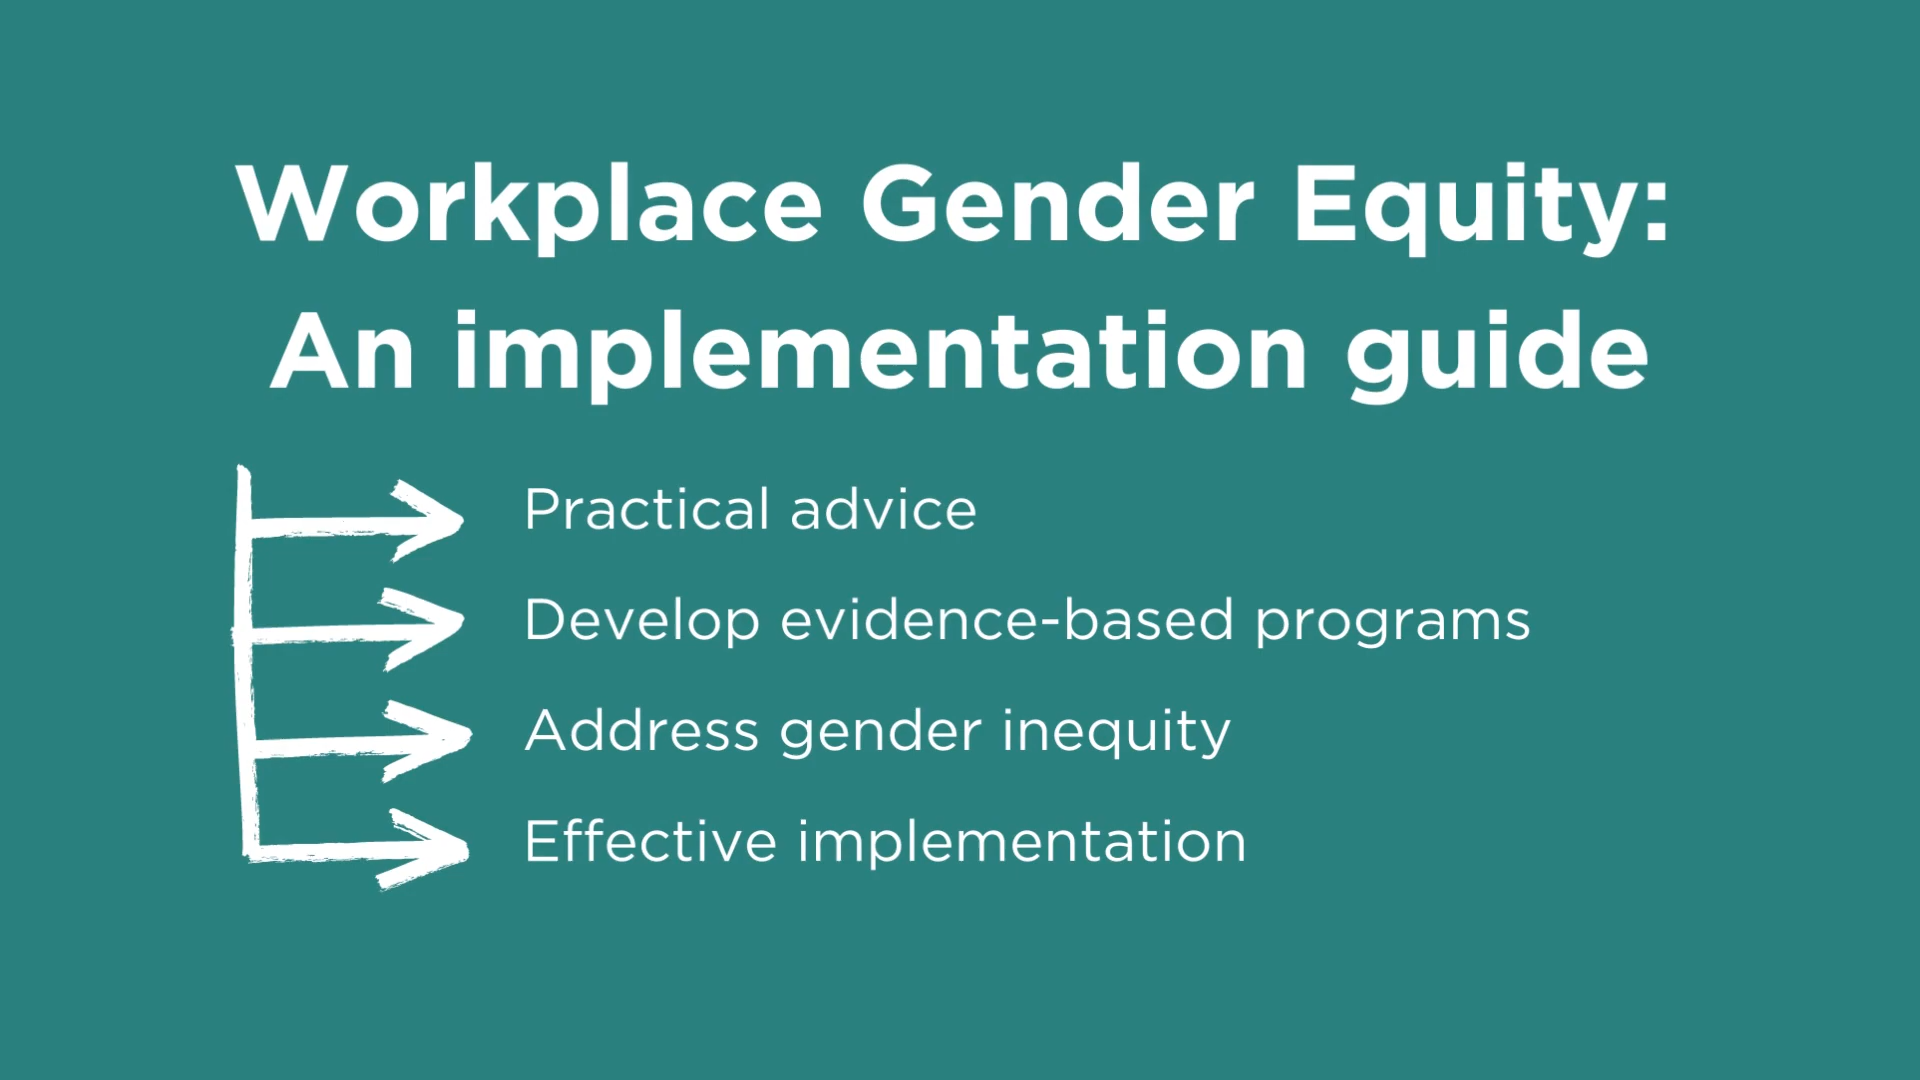 Workplace Gender Equity:
An implementation guide
Practical advice
Develop evidence-based programs
Address gender inequity
Effective implementation